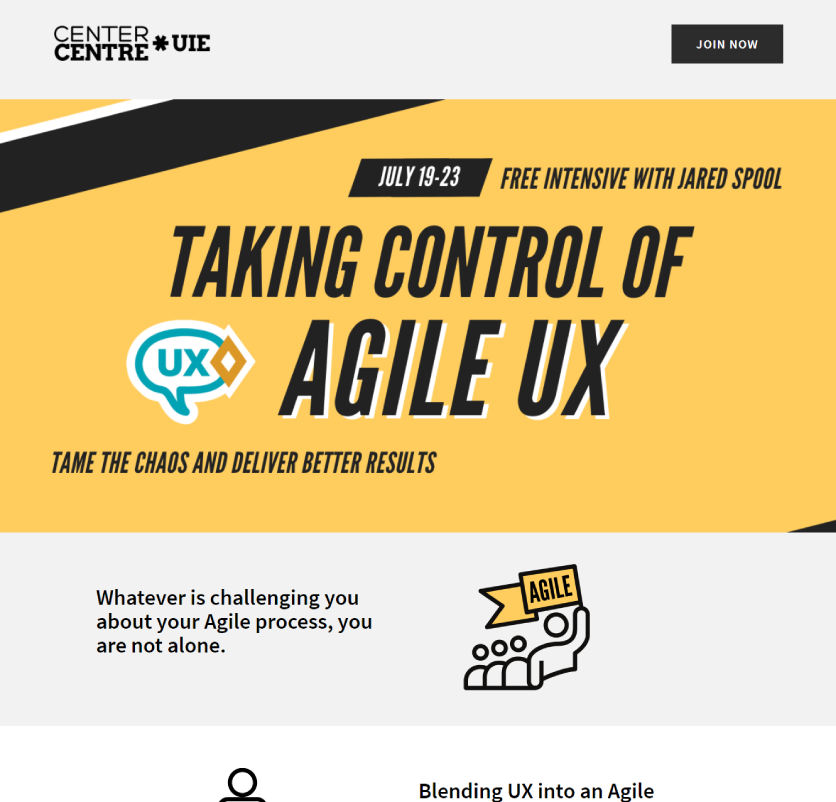 CENTER
CENTRE * UIE
JOIN NOW
JULY 19-23 FREE INTENSIVE WITH JARED SPOOL
TAKING CONTROL OF
UX
AGILE UX
TAME THE CHAOS AND DELIVER BETTER RESULTS
Whatever is challenging you
about your Agile process, you
are not alone.
AGILE
Blending UX into an Agile